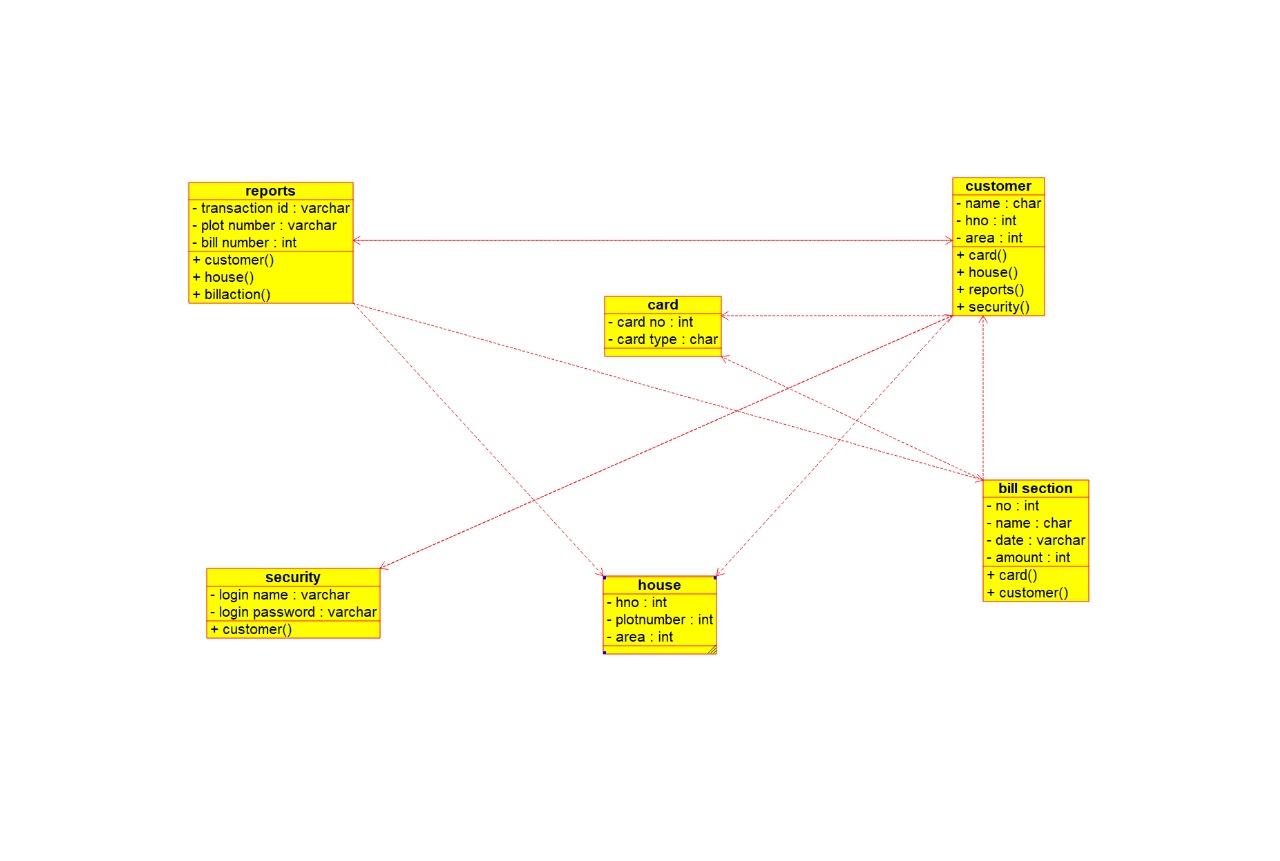 reports
- transaction id : varchar
- plot number : varchar
- bill number : int
+ customer()
+ house()
+ billaction()
customer
- name : char
- hno : int
- area : int
+ card()
+ house()
+ reports()
+ security()
card
- card no : int
- card type : char
bill section
- no : int
- name : char
- date : varchar
- amount : int
+ card()
+ customer()
security
- login name : varchar
- login password : varchar
+ customer()
house
- hno : int
- plotnumber : int
- area : int